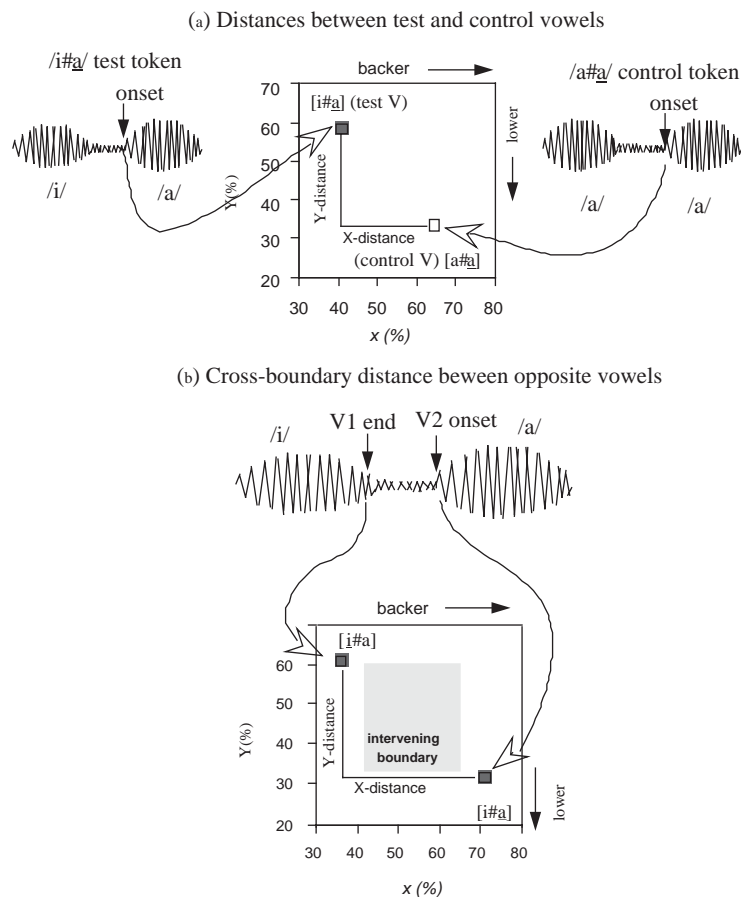 (a) Distances between test and control vowels
/i#a/ test token
/a#a/ control token
onset
onset
backer
70
[i#a] (test V)
60
lower
50
Y(%)
Y-distance
/i/
/a/
/a/
/a/
40
30
X-distance
(control V) [a#a]
20
30 40 50 60 70 80
x (%)
(b) Cross-boundary distance beween opposite vowels
V1 end
V2 onset
/i/
/a/
backer
[i#a]
60
50
Y(%)
Y-distance
40
intervening
boundary
30
X-distance
lower
[i#a]
20
30 40 50 60 70 80
x (%)